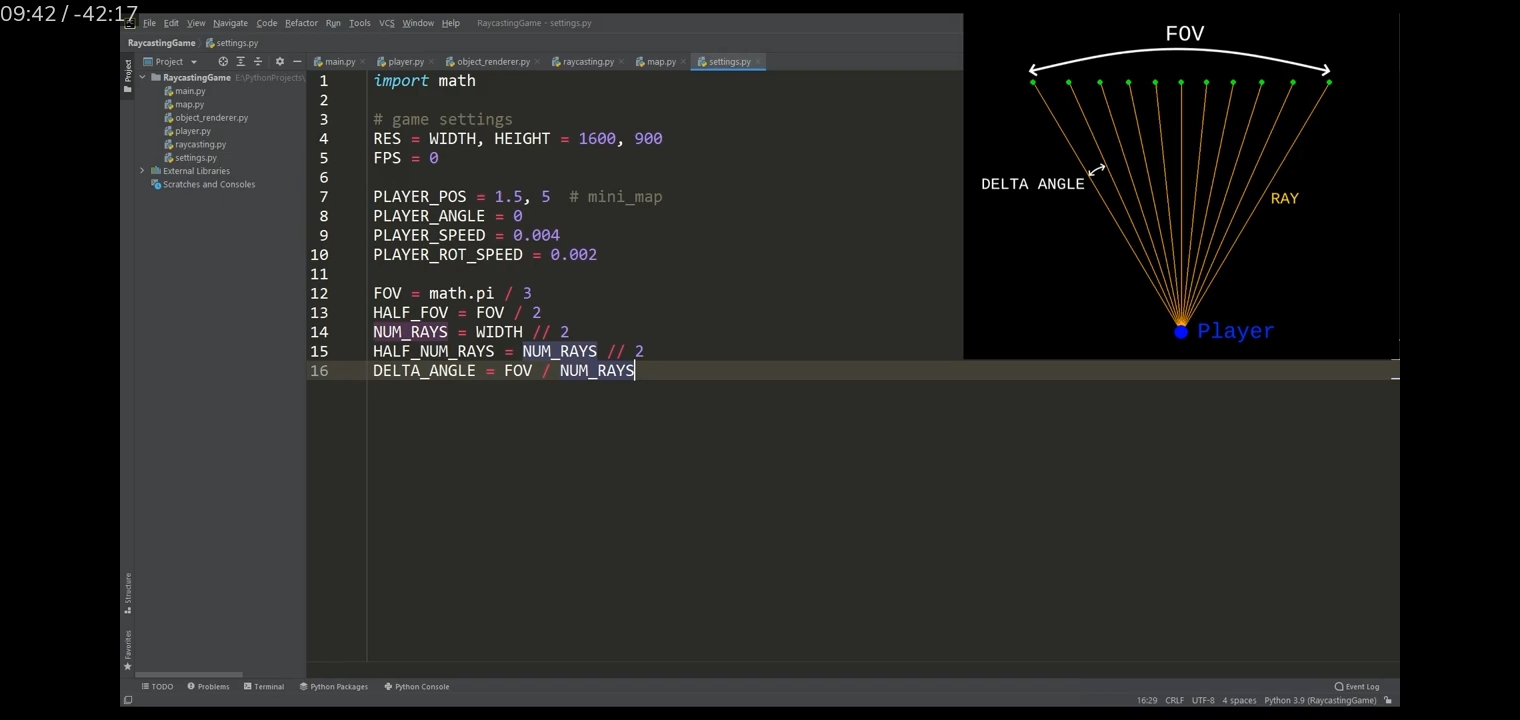 09:42 / -42:17
File Edit View Navigate Code Refactor Run Tools VCS Window Help RaycastingGame - settings.py
RaycastingGame settings.py
Project
Project
main.py player.py object_renderer.py raycasting.py map.py settings.py
RaycastingGame E:\PythonProjects\
main.py
map.py
object_renderer.py
player.py
raycasting.py
settings.py
External Libraries
Scratches and Consoles
1 import math
2
3 # game settings
4 RES = WIDTH, HEIGHT = 1600, 900
5 FPS = 0
6
7 PLAYER_POS = 1.5, 5  # mini_map
8 PLAYER_ANGLE = 0
9 PLAYER_SPEED = 0.004
10 PLAYER_ROT_SPEED = 0.002
11
12 FOV = math.pi / 3
13 HALF_FOV = FOV / 2
14 NUM_RAYS = WIDTH // 2
15 HALF_NUM_RAYS = NUM_RAYS // 2
16 DELTA_ANGLE = FOV / NUM_RAYS
FOV
DELTA ANGLE
RAY
Player
Structure
Favorites
TODO Problems Terminal Python Packages Python Console Event Log
16:29 CRLF UTF-8 4 spaces Python 3.9 (RaycastingGame)